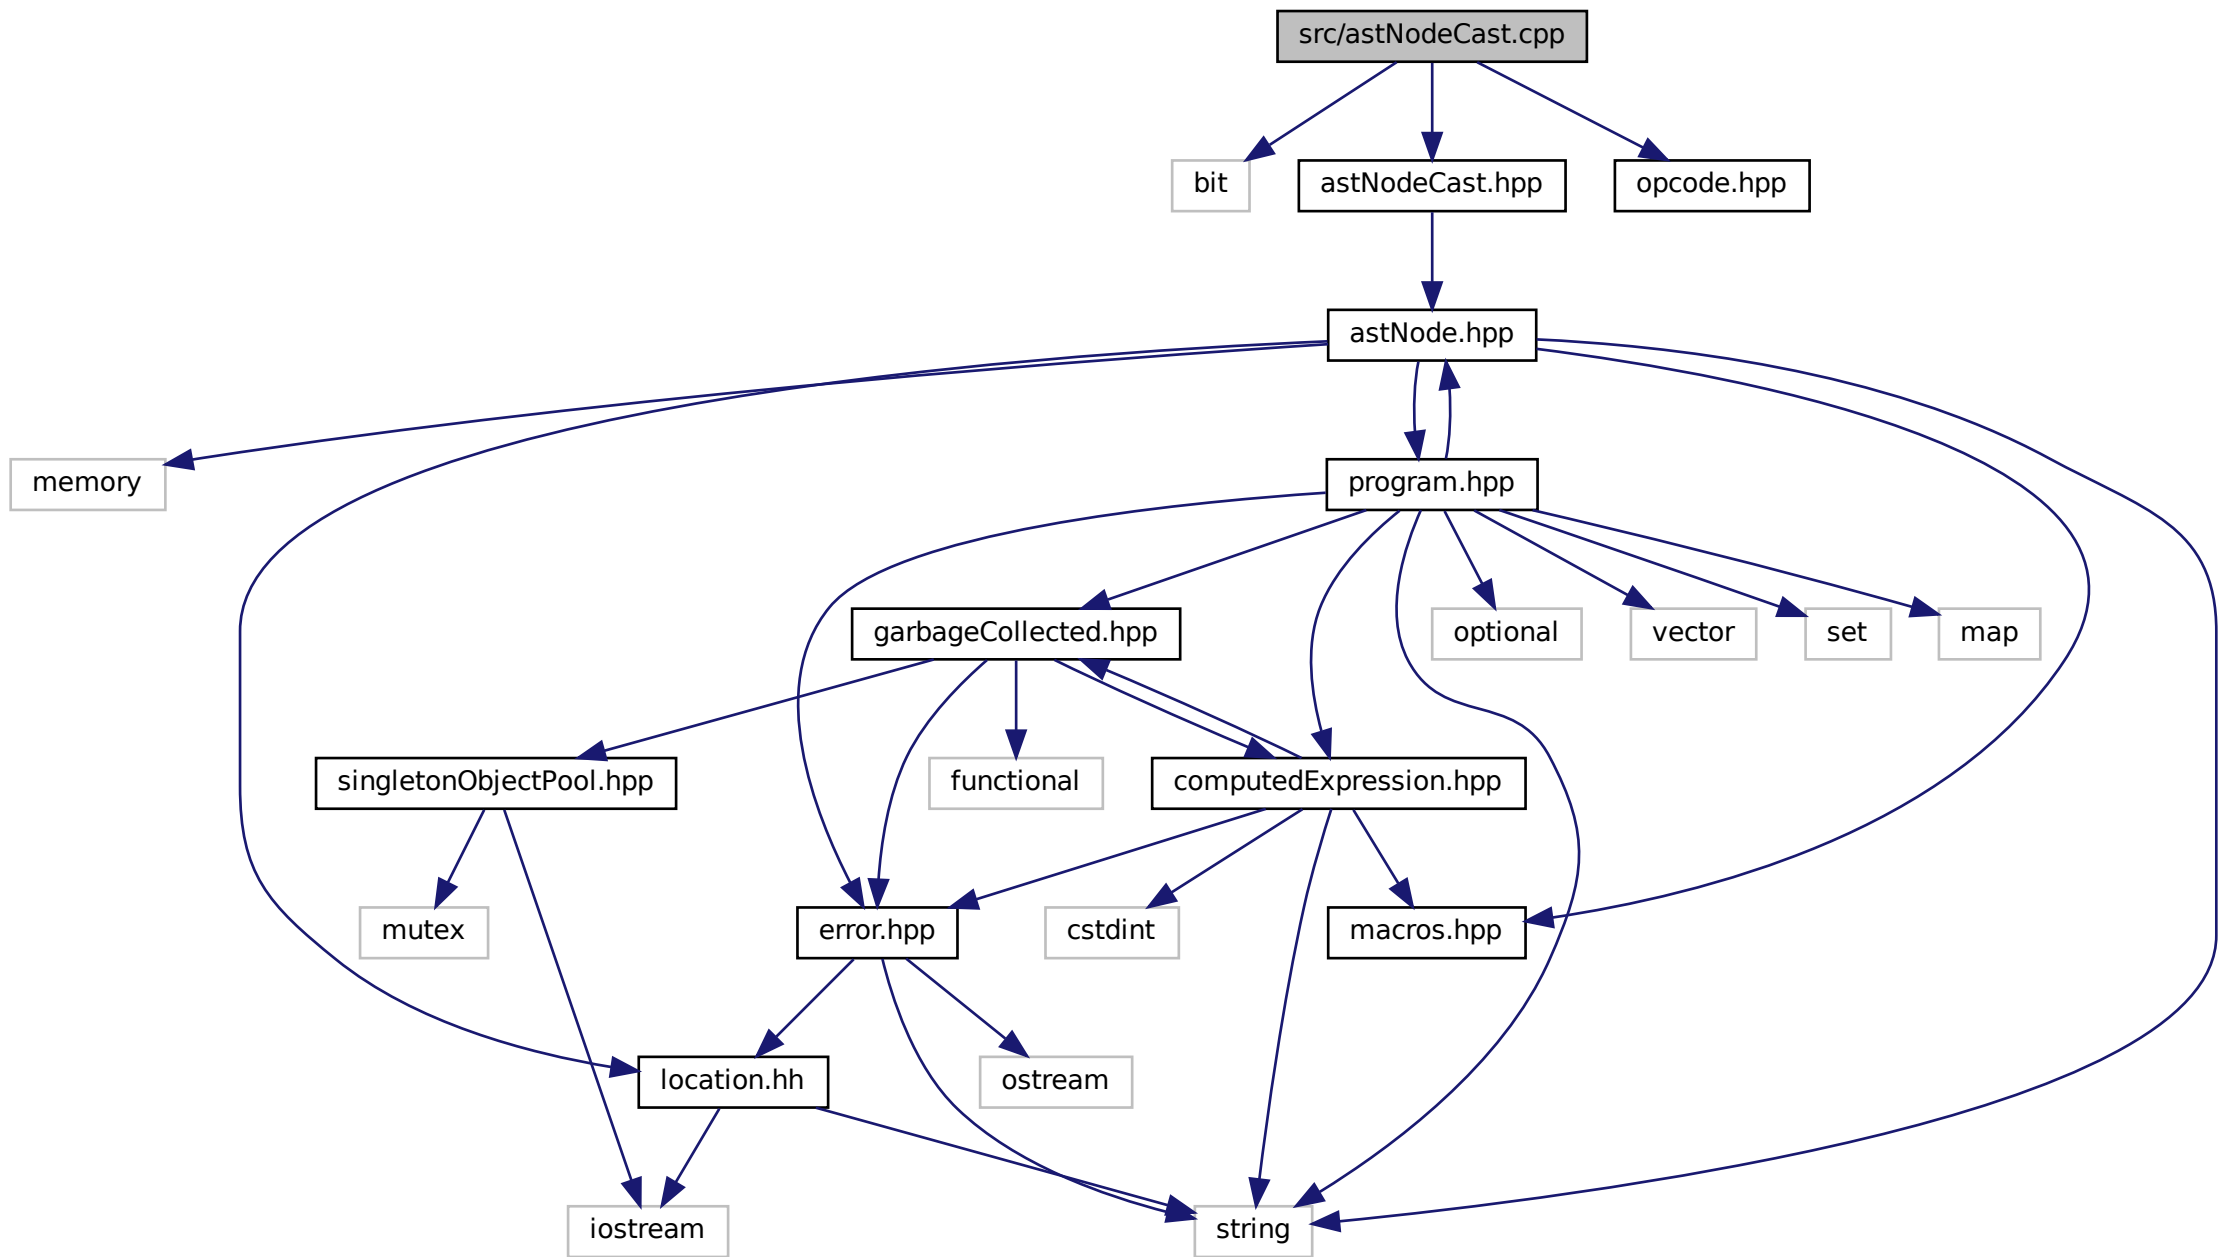 src/astNodeCast.cpp
bit
astNodeCast.hpp
opcode.hpp
astNode.hpp
memory
program.hpp
garbageCollected.hpp
optional
vector
set
map
singletonObjectPool.hpp
functional
computedExpression.hpp
mutex
error.hpp
cstdint
macros.hpp
location.hh
ostream
iostream
string